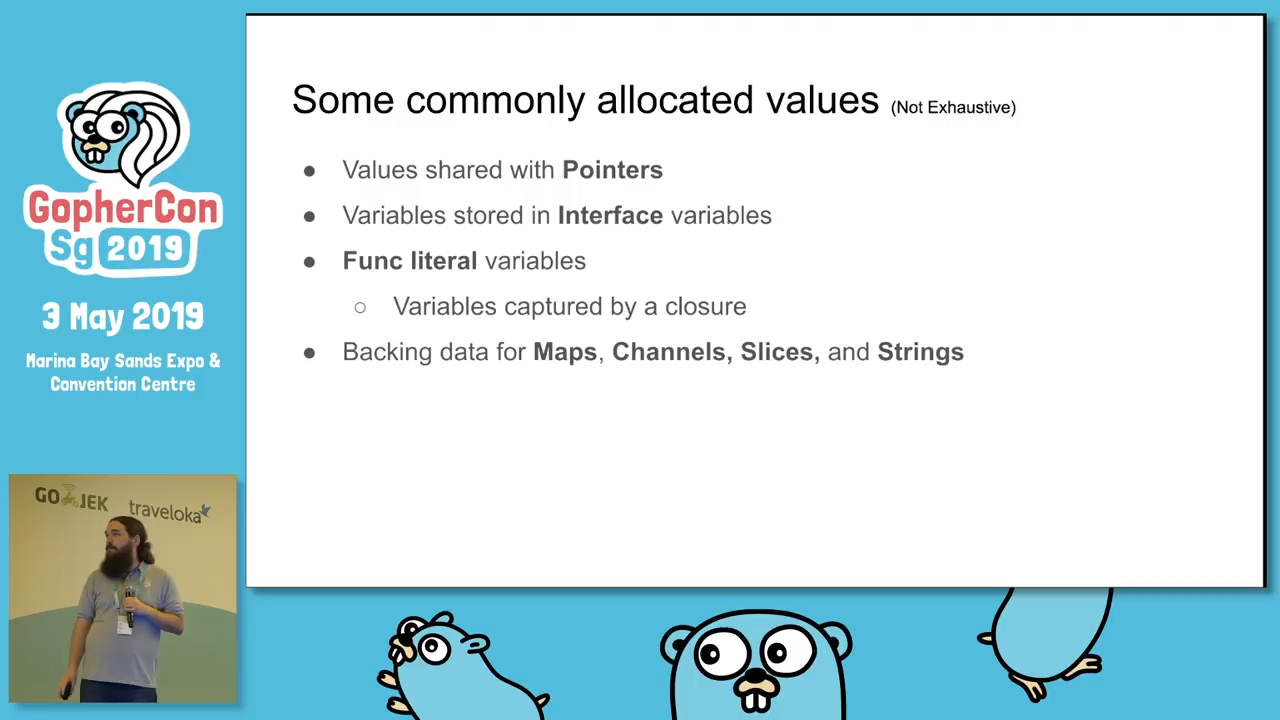 GopherCon
Sg 2019
3 May 2019
Marina Bay Sands Expo &
Convention Centre
GO JEK
traveloka
Some commonly allocated values (Not Exhaustive)
● Values shared with Pointers
● Variables stored in Interface variables
● Func literal variables
○ Variables captured by a closure
● Backing data for Maps, Channels, Slices, and Strings